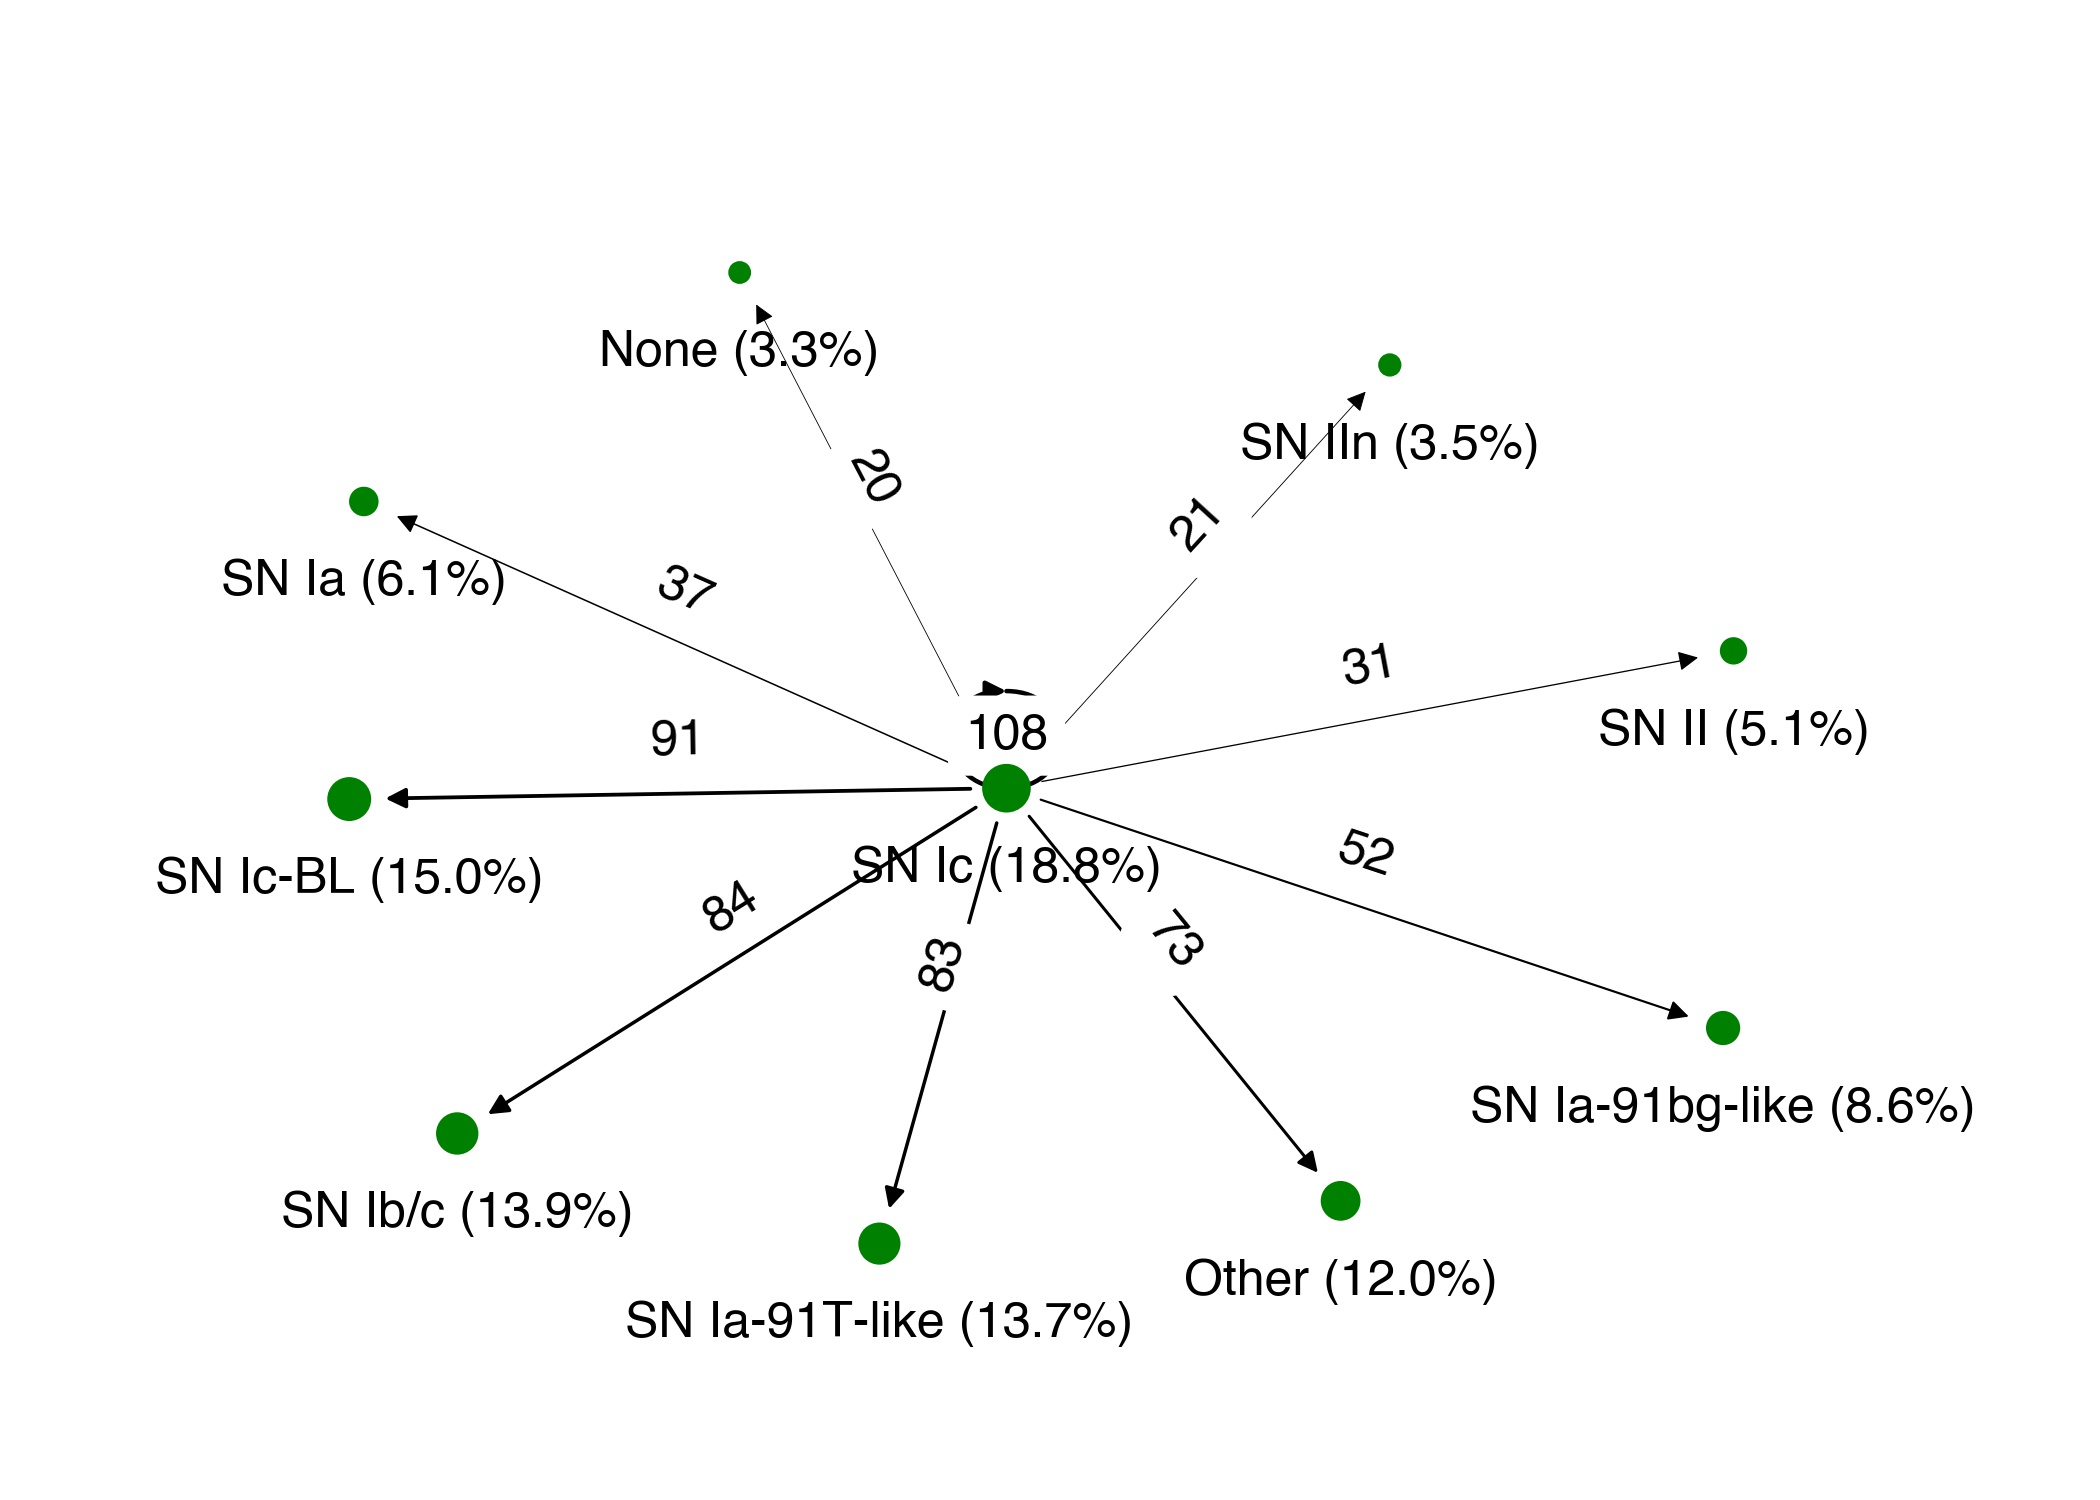 None (3.3%)
SN IIn (3.5%)
20
21
SN Ia (6.1%)
37
31
SN II (5.1%)
91
108
SN Ic-BL (15.0%)
SN Ic (18.8%)
52
84
83
73
SN Ia-91bg-like (8.6%)
SN Ib/c (13.9%)
Other (12.0%)
SN Ia-91T-like (13.7%)